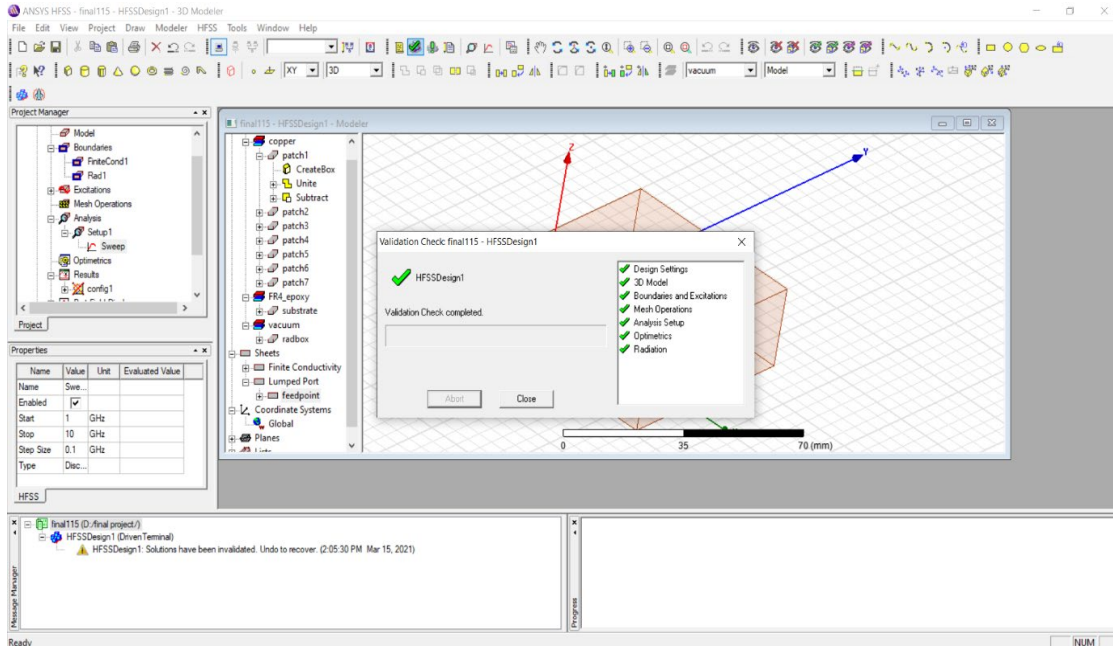 ANSYS HFSS - final115 - HFSSDesign1 - 3D Modeler
File Edit View Project Draw Modeler HFSS Tools Window Help
XY 3D vacuum Model
Project Manager
Model
Boundaries
FiniteCond1
Rad1
Excitations
Mesh Operations
Analysis
Setup1
Sweep
Optimetrics
Results
config1
Project
Properties
Name Value Unit Evaluated Value
Name Swe...
Enabled
Start 1 GHz
Stop 10 GHz
Step Size 0.1 GHz
Type Disc...
HFSS
final115 - HFSSDesign1 - Modeler
copper
patch1
CreateBox
Unite
Subtract
patch2
patch3
patch4
patch5
patch6
patch7
FR4_epoxy
substrate
vacuum
radbox
Sheets
Finite Conductivity
Lumped Port
feedpoint
Coordinate Systems
Global
Planes
Lists
Z
Y
0 35 70 (mm)
Validation Check: final115 - HFSSDesign1
HFSSDesign1
Validation Check completed.
Abort Close
Design Settings
3D Model
Boundaries and Excitations
Mesh Operations
Analysis Setup
Optimetrics
Radiation
final115 (D:/final project/)
HFSSDesign1 (DrivenTerminal)
HFSSDesign1: Solutions have been invalidated. Undo to recover. (2:05:30 PM Mar 15, 2021)
Message Manager
Progress
Ready
NUM